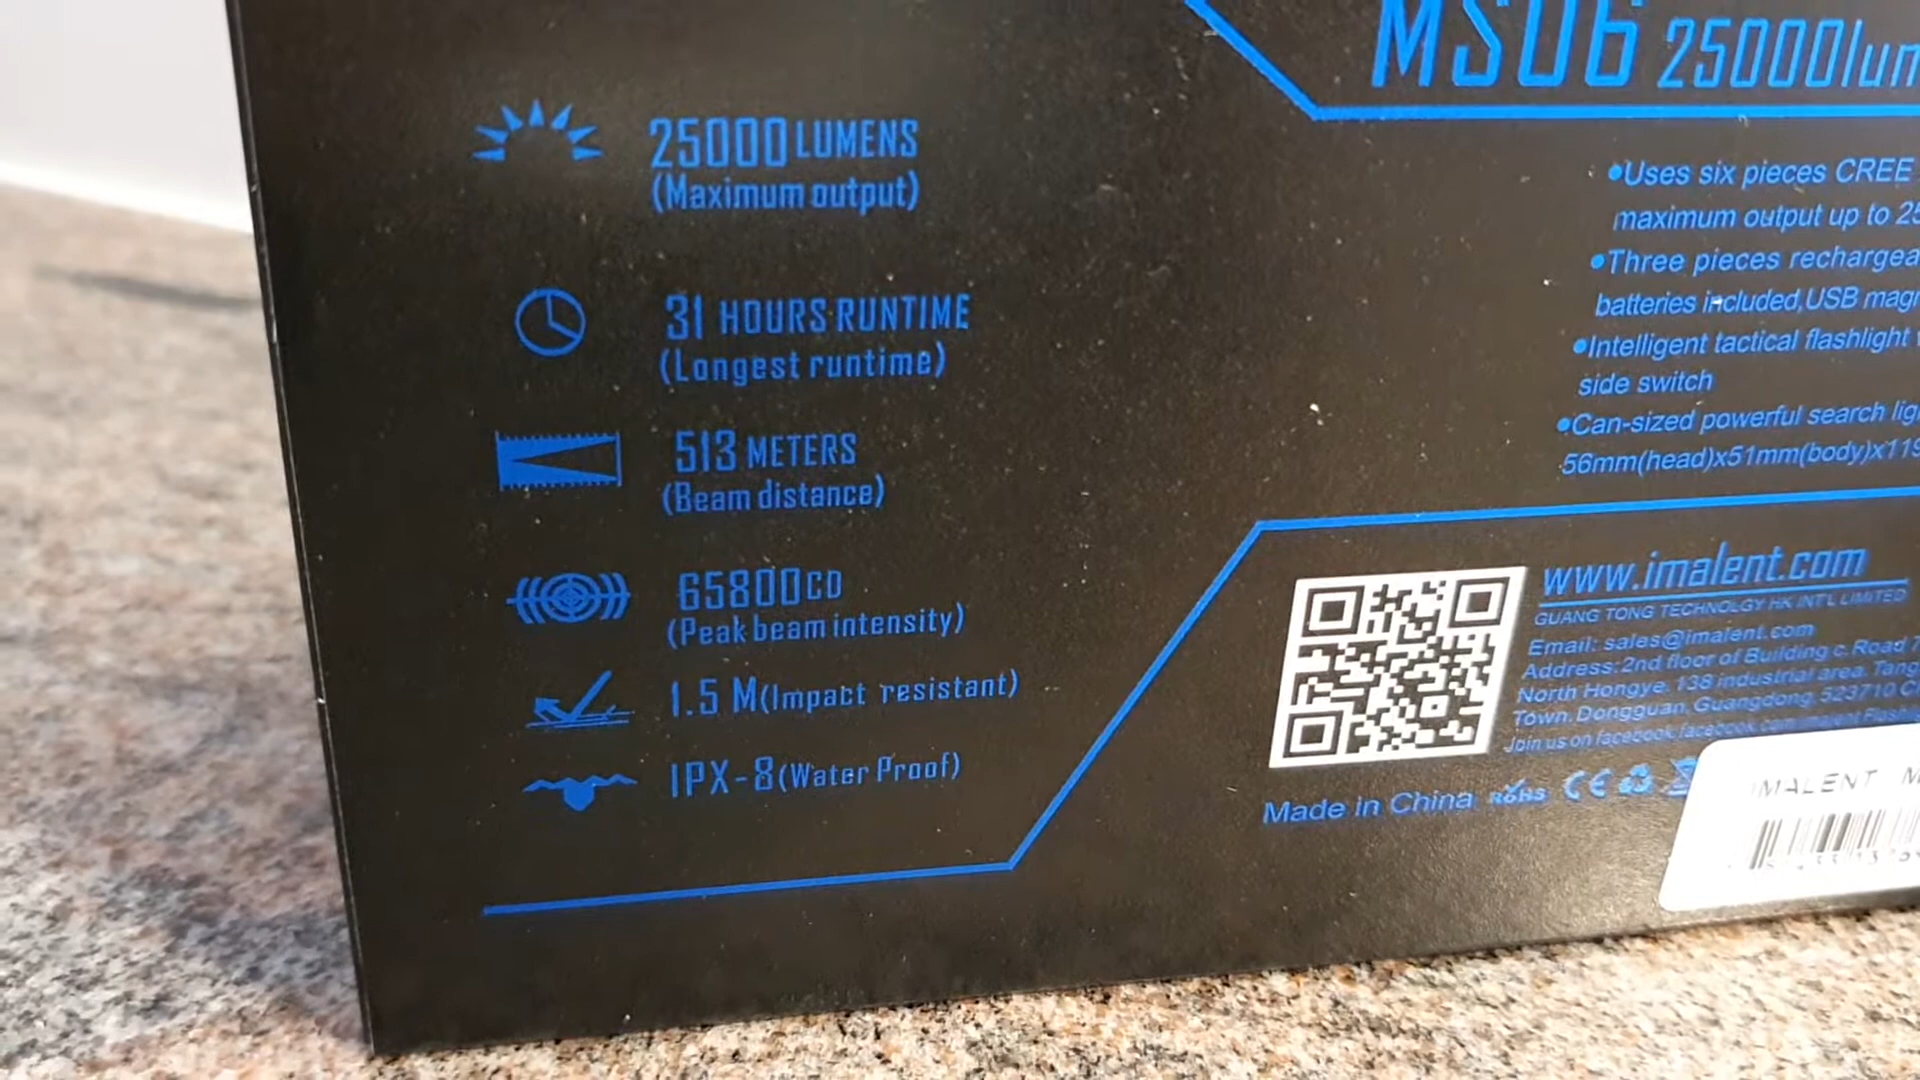 25000 LUMENS
(Maximum output)
31 HOURS RUNTIME
(Longest runtime)
513 METERS
(Beam distance)
65800CD
(Peak beam intensity)
1.5 M(Impact resistant)
IPX-8(Water Proof)
MS06 25000lum
•Uses six pieces CREE
maximum output up to 25
•Three pieces rechargea
batteries included,USB magn
•Intelligent tactical flashlight
side switch
•Can-sized powerful search lig
56mm(head)x51mm(body)x119
www.imalent.com
GUANG TONG TECHNOLGY HK INT'L LIMITED
Email: sales@imalent.com
Address:2nd floor of Building c. Road 7
North Hongye. 138 industrial area. Tang
Town. Dongguan. Guangdong. 523710 C
Join us on facebook:facebook.com/imalent
Made in China RoHS CE
IMALENT M